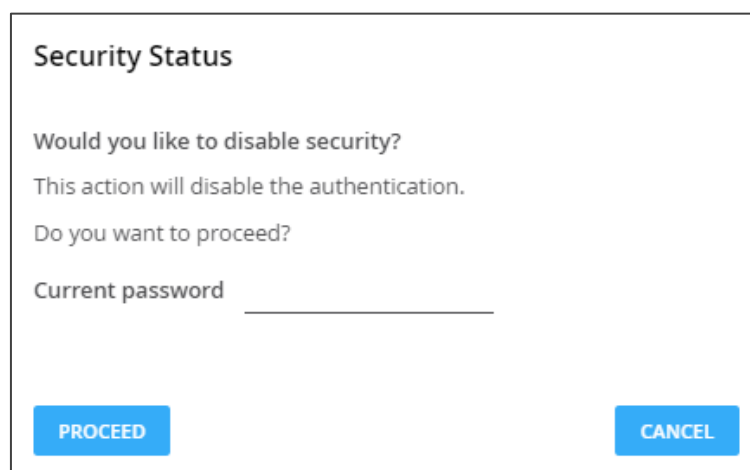 Security Status
Would you like to disable security?
This action will disable the authentication.
Do you want to proceed?
Current password
PROCEED
CANCEL